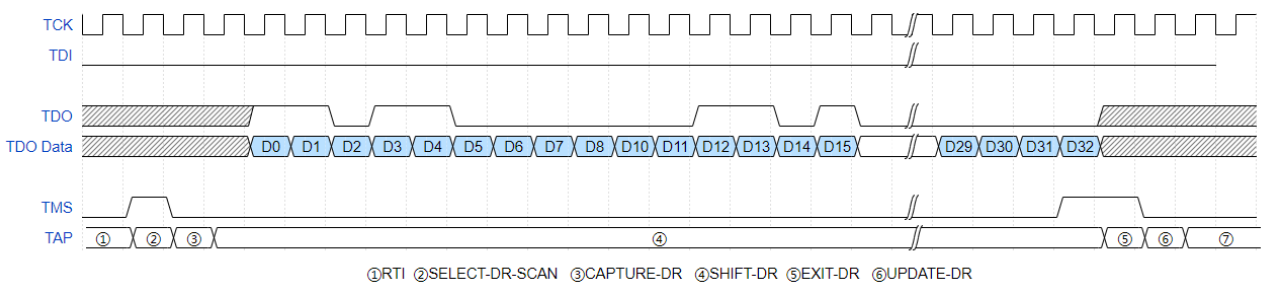 TCK
TDI
TDO
TDO Data D0 D1 D2 D3 D4 D5 D6 D7 D8 D10 D11 D12 D13 D14 D15 D29 D30 D31 D32
TMS
TAP ① ② ③ ④ ⑤ ⑥ ⑦
①RTI ②SELECT-DR-SCAN ③CAPTURE-DR ④SHIFT-DR ⑤EXIT-DR ⑥UPDATE-DR